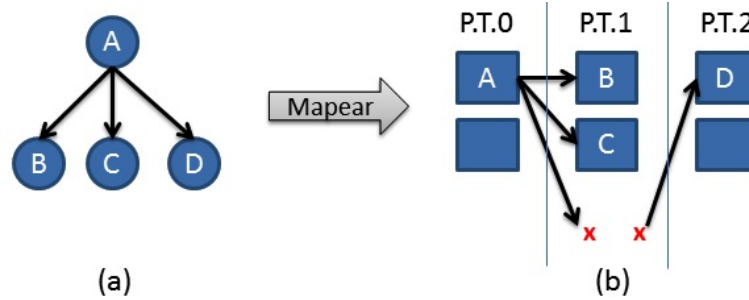 A
B C D
(a)
Mapear
P.T.0 P.T.1 P.T.2
A B D
C
x x
(b)